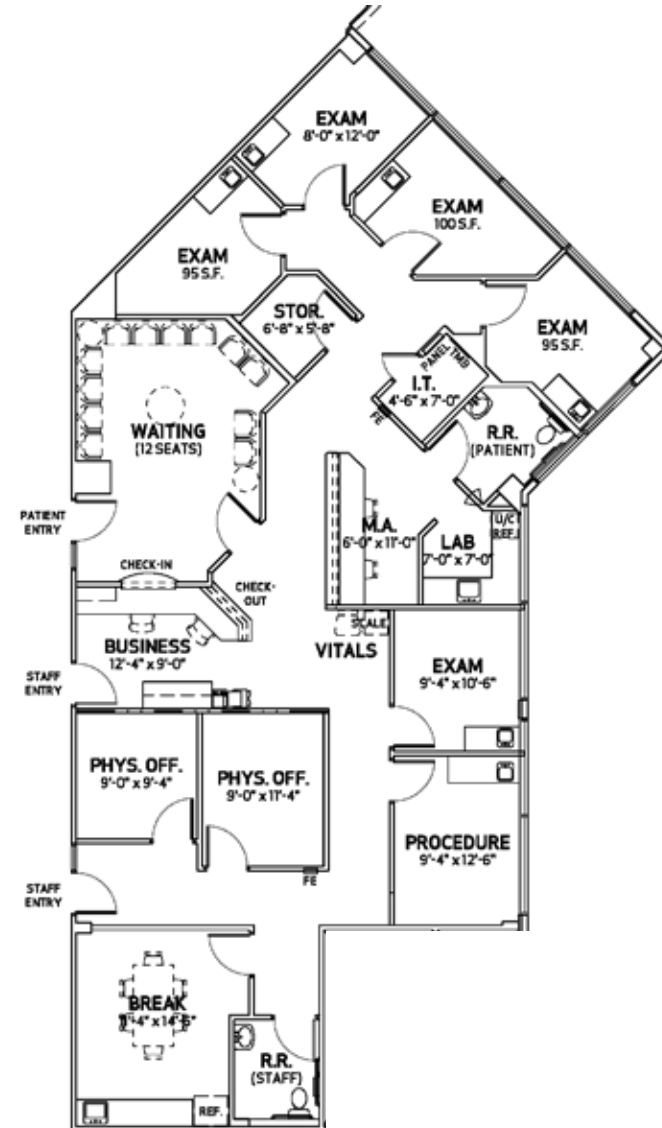 EXAM
8'-0" x 12'-0"
EXAM
100 S.F.
EXAM
95 S.F.
STOR.
6'-8" x 5'-8"
EXAM
95 S.F.
PANEL
TMB
I.T.
4'-6" x 7'-0"
FE
R.R.
(PATIENT)
WAITING
(12 SEATS)
PATIENT
ENTRY
M.A.
6'-0" x 11'-0"
U/CT
REF.
LAB
7'-0" x 7'-0"
CHECK-IN
CHECK-
OUT
SCALE
VITALS
BUSINESS
12'-4" x 9'-0"
EXAM
9'-4" x 10'-6"
STAFF
ENTRY
PHYS. OFF.
9'-0" x 9'-4"
PHYS. OFF.
9'-0" x 11'-4"
PROCEDURE
9'-4" x 12'-6"
FE
STAFF
ENTRY
BREAK
R.R.
(STAFF)
REF.